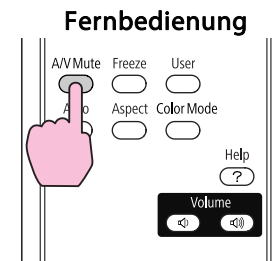 Fernbedienung
A/V Mute Freeze User
Aspect Color Mode
Help
?
Volume